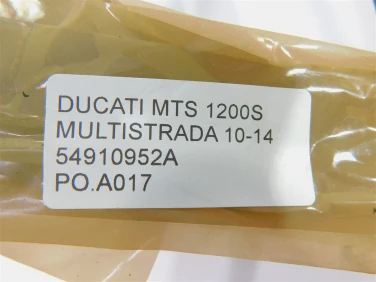 DUCATI MTS 1200S
MULTISTRADA 10-14
54910952A
PO.A017